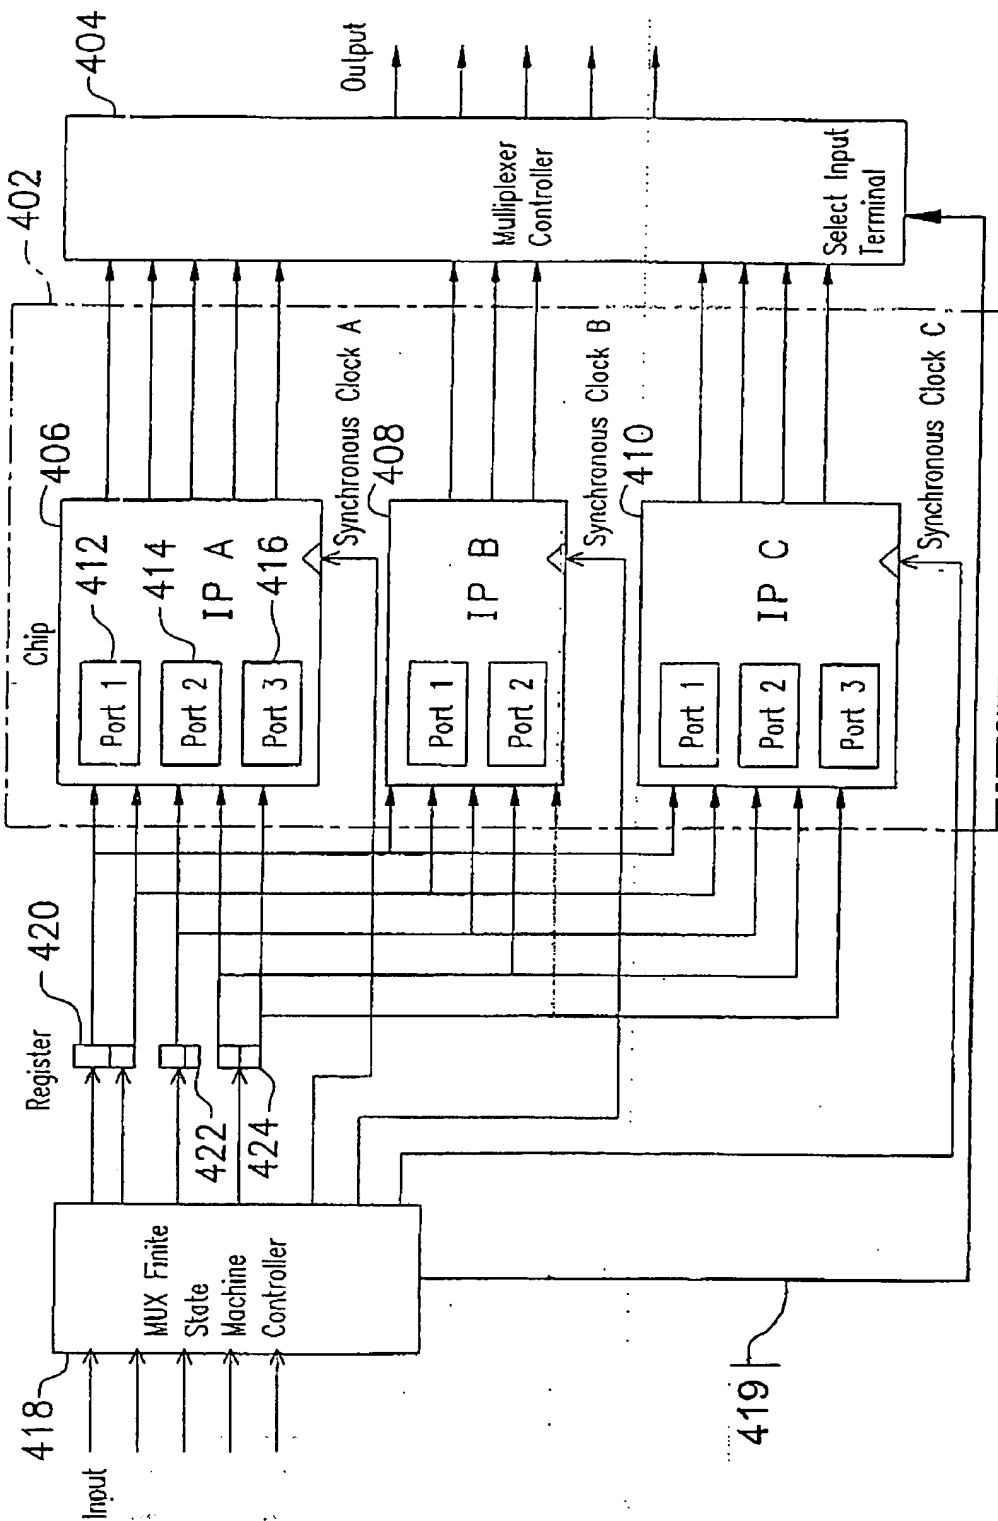 Input
418
MUX Finite
State
Machine
Controller
419
Register
420
422
424
Chip
402
406
412
Port 1
414
Port 2
416
Port 3
IP A
Synchronous Clock A
408
Port 1
Port 2
IP B
Synchronous Clock B
410
Port 1
Port 2
Port 3
IP C
Synchronous Clock C
404
Mulliplexer
Controller
Select Input
Terminal
Output